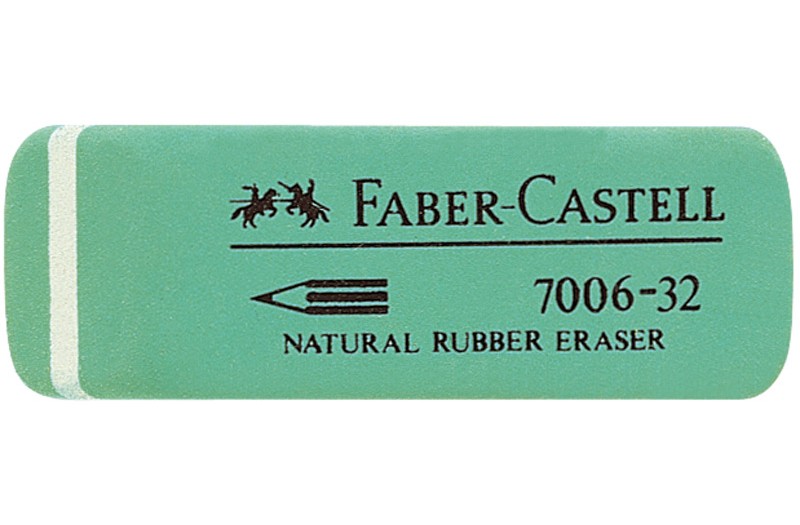 FABER-CASTELL
7006-32
NATURAL RUBBER ERASER